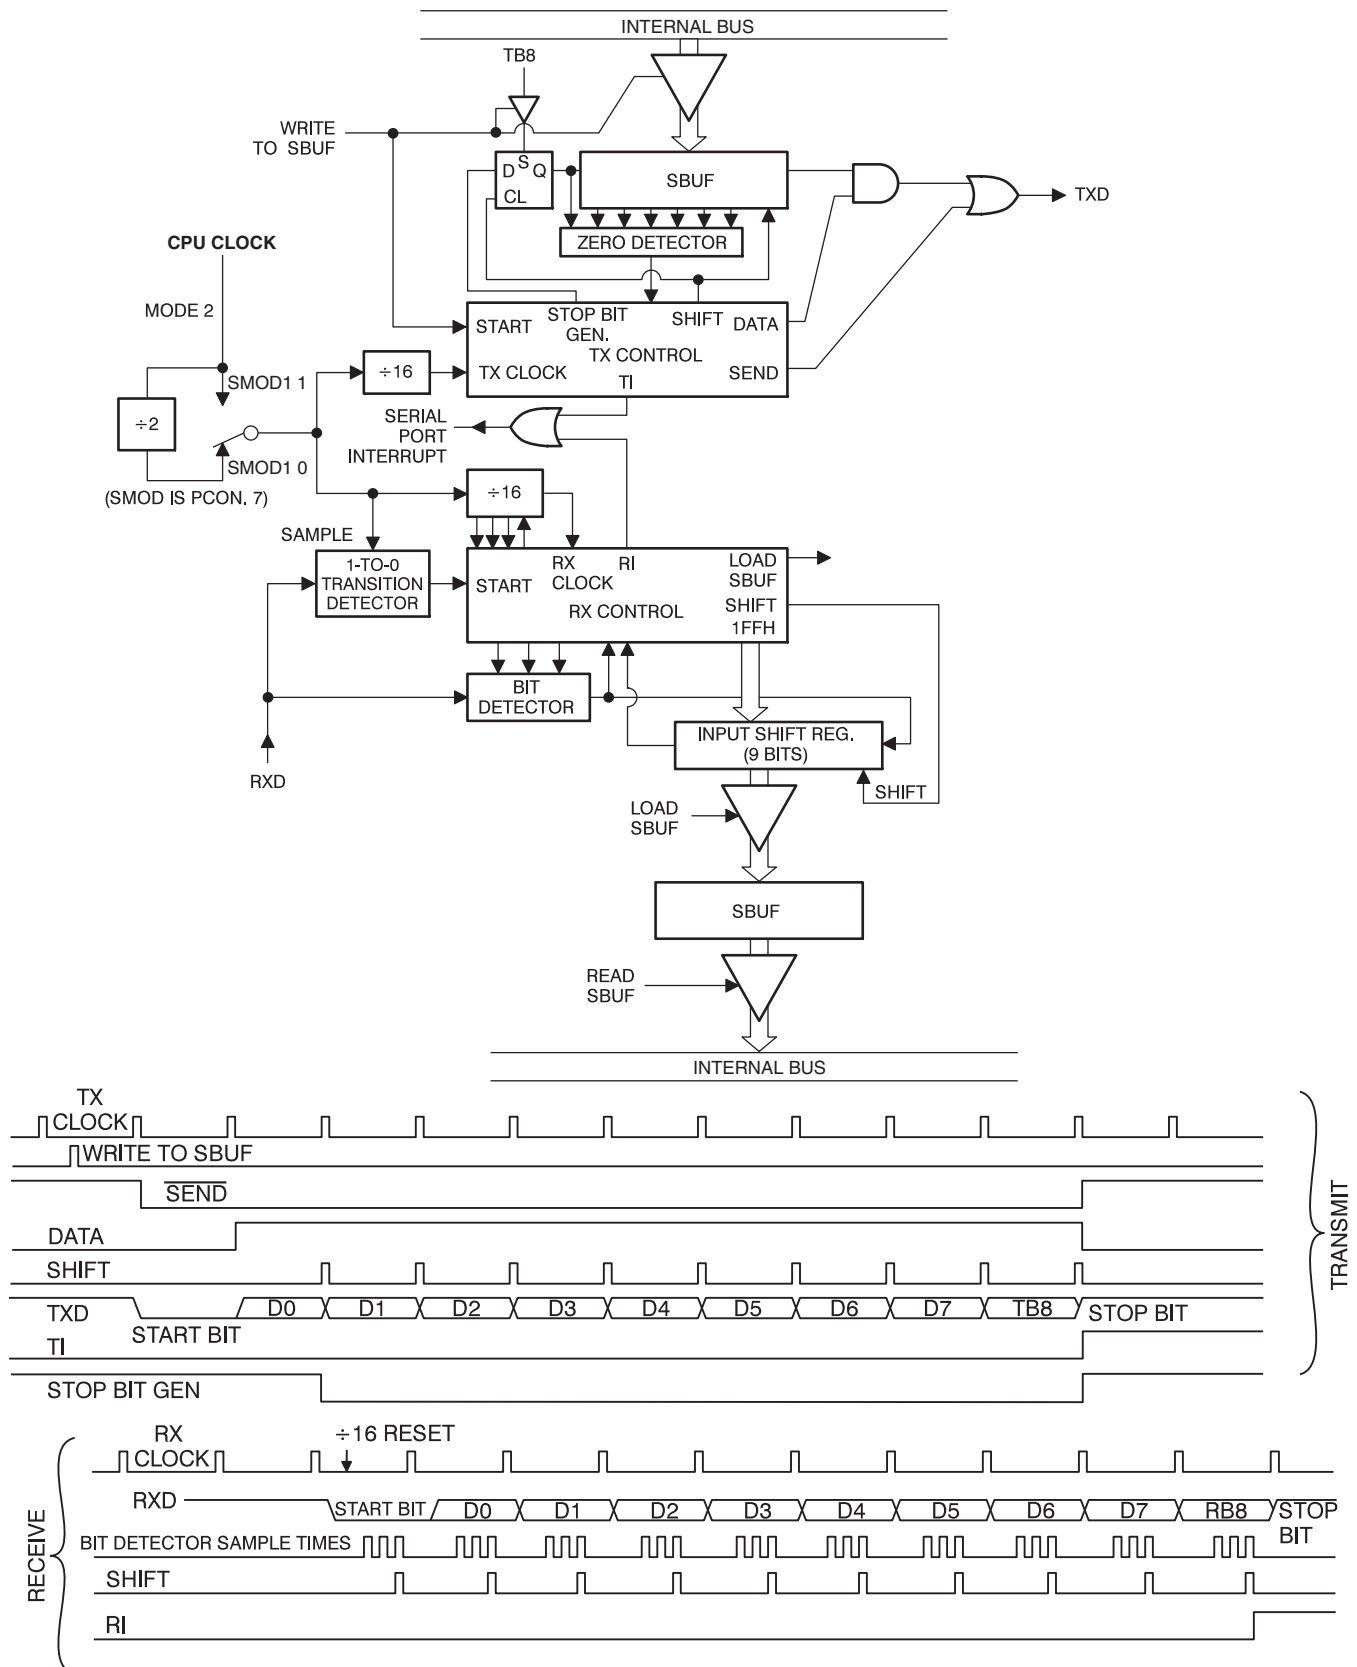 INTERNAL BUS
TB8
WRITE
TO SBUF
D S Q
CL
SBUF
TXD
ZERO DETECTOR
CPU CLOCK
MODE 2
STOP BIT
GEN.
SHIFT
DATA
START
TX CONTROL
TX CLOCK
TI
SEND
÷16
SMOD1 1
÷2
SMOD1 0
(SMOD IS PCON. 7)
SERIAL
PORT
INTERRUPT
÷16
SAMPLE
1-TO-0
TRANSITION
DETECTOR
START
RX
CLOCK
RI
LOAD
SBUF
RX CONTROL
SHIFT
1FFH
BIT
DETECTOR
RXD
INPUT SHIFT REG.
(9 BITS)
SHIFT
LOAD
SBUF
SBUF
READ
SBUF
INTERNAL BUS
TX
CLOCK
WRITE TO SBUF
SEND
DATA
SHIFT
TXD
START BIT
D0 D1 D2 D3 D4 D5 D6 D7 TB8
STOP BIT
TI
STOP BIT GEN
TRANSMIT
RX
CLOCK
÷16 RESET
RXD
START BIT
D0 D1 D2 D3 D4 D5 D6 D7 RB8
STOP
BIT
BIT DETECTOR SAMPLE TIMES
SHIFT
RI
RECEIVE